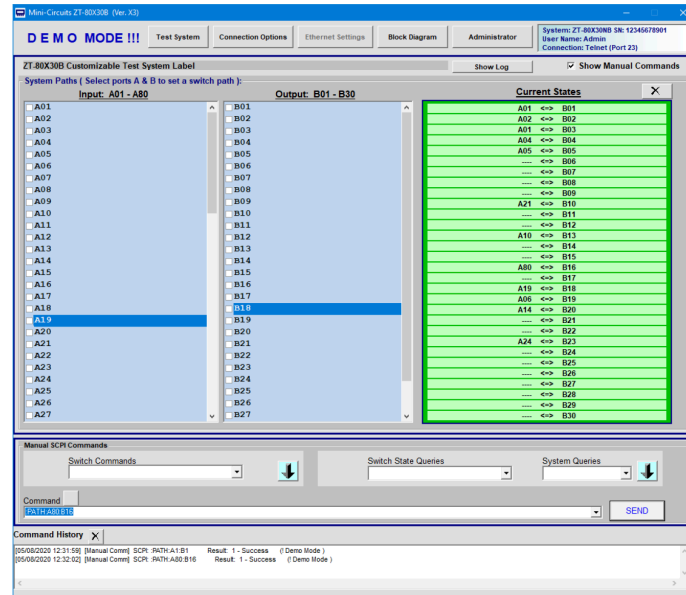 Mini-Circuits ZT-80X30B (Ver. X3)
D E M O MODE !!!
Test System
Connection Options
Ethernet Settings
Block Diagram
Administrator
System: ZT-80X30NB SN: 12345678901
User Name: Admin
Connection: Telnet (Port 23)
ZT-80X30B Customizable Test System Label
Show Log
Show Manual Commands
System Paths ( Select ports A & B to set a switch path ):
Input: A01 - A80
A01
A02
A03
A04
A05
A06
A07
A08
A09
A10
A11
A12
A13
A14
A15
A16
A17
A18
A19
A20
A21
A22
A23
A24
A25
A26
A27
Output: B01 - B30
B01
B02
B03
B04
B05
B06
B07
B08
B09
B10
B11
B12
B13
B14
B15
B16
B17
B18
B19
B20
B21
B22
B23
B24
B25
B26
B27
Current States
X
A01 <=> B01
A02 <=> B02
A01 <=> B03
A04 <=> B04
A05 <=> B05
---- <=> B06
---- <=> B07
---- <=> B08
---- <=> B09
A21 <=> B10
---- <=> B11
---- <=> B12
A10 <=> B13
---- <=> B14
---- <=> B15
A80 <=> B16
---- <=> B17
A19 <=> B18
A06 <=> B19
A14 <=> B20
---- <=> B21
---- <=> B22
A24 <=> B23
---- <=> B24
---- <=> B25
---- <=> B26
---- <=> B27
---- <=> B28
---- <=> B29
---- <=> B30
Manual SCPI Commands
Switch Commands
Switch State Queries
System Queries
Command
:PATH:A80:B16
SEND
Command History X
[05/08/2020 12:31:59] [Manual Comm] SCPI: :PATH:A1:B1 Result: 1 - Success (! Demo Mode )
[05/08/2020 12:32:02] [Manual Comm] SCPI: :PATH:A80:B16 Result: 1 - Success (! Demo Mode )